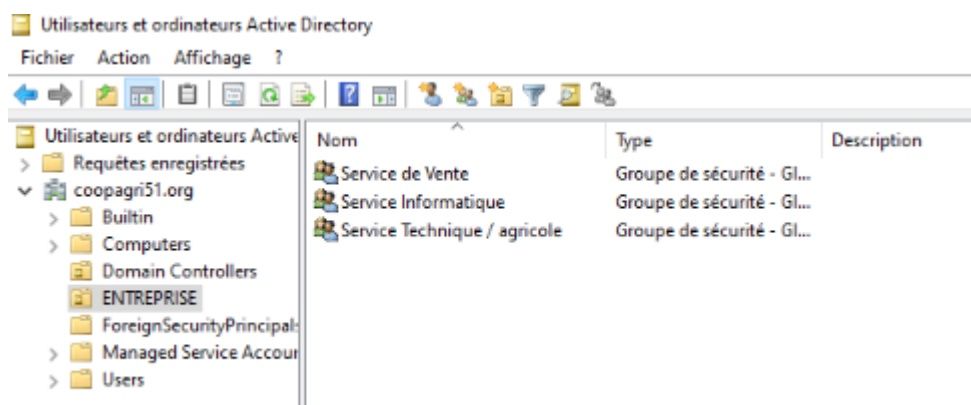 Utilisateurs et ordinateurs Active Directory
Fichier Action Affichage ?
Utilisateurs et ordinateurs Active
Requêtes enregistrées
coopagri51.org
Builtin
Computers
Domain Controllers
ENTREPRISE
ForeignSecurityPrincipal
Managed Service Accour
Users
Nom Type Description
Service de Vente Groupe de sécurité - Gl...
Service Informatique Groupe de sécurité - Gl...
Service Technique / agricole Groupe de sécurité - Gl...